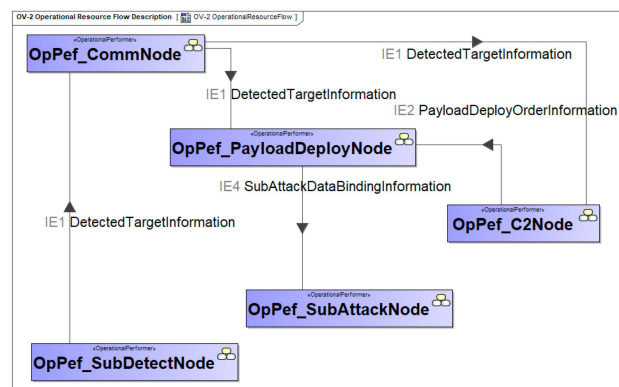 OV-2 Operational Resource Flow Description [ OV-2 OperationalResourceFlow ]
«OperationalPerformer»
OpPef_CommNode
IE1 DetectedTargetInformation
IE1 DetectedTargetInformation
IE2 PayloadDeployOrderInformation
«OperationalPerformer»
OpPef_PayloadDeployNode
IE4 SubAttackDataBindingInformation
«OperationalPerformer»
OpPef_C2Node
IE1 DetectedTargetInformation
«OperationalPerformer»
OpPef_SubAttackNode
«OperationalPerformer»
OpPef_SubDetectNode